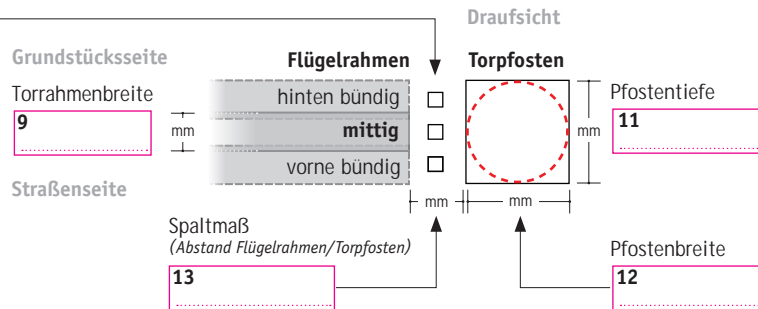 Draufsicht
Grundstücksseite
Flügelrahmen
Torpfosten
Torrahmenbreite
9
mm
hinten bündig
mittig
vorne bündig
mm
Pfostentiefe
11
Straßenseite
mm
mm
Spaltmaß
(Abstand Flügelrahmen/Torpfosten)
13
Pfostenbreite
12